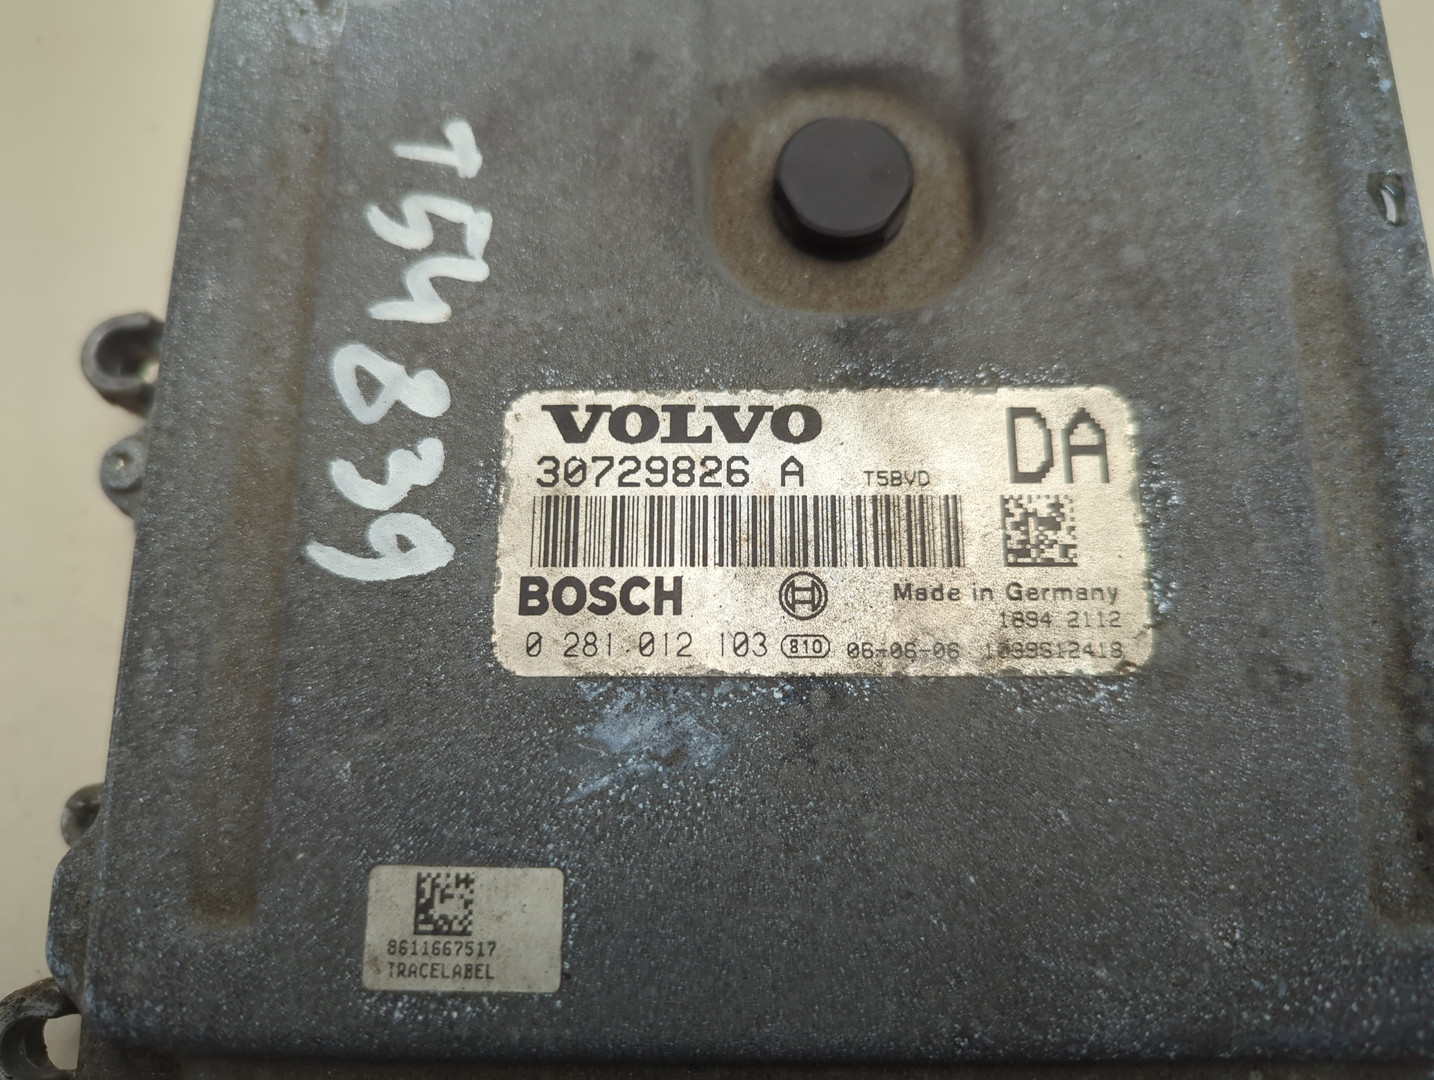 T54839
VOLVO
DA
30729826 A T5BVD
BOSCH
Made in Germany
1894 2112
0 281 012 103 810 06-06-06 1039S12418
8611667517
TRACELABEL